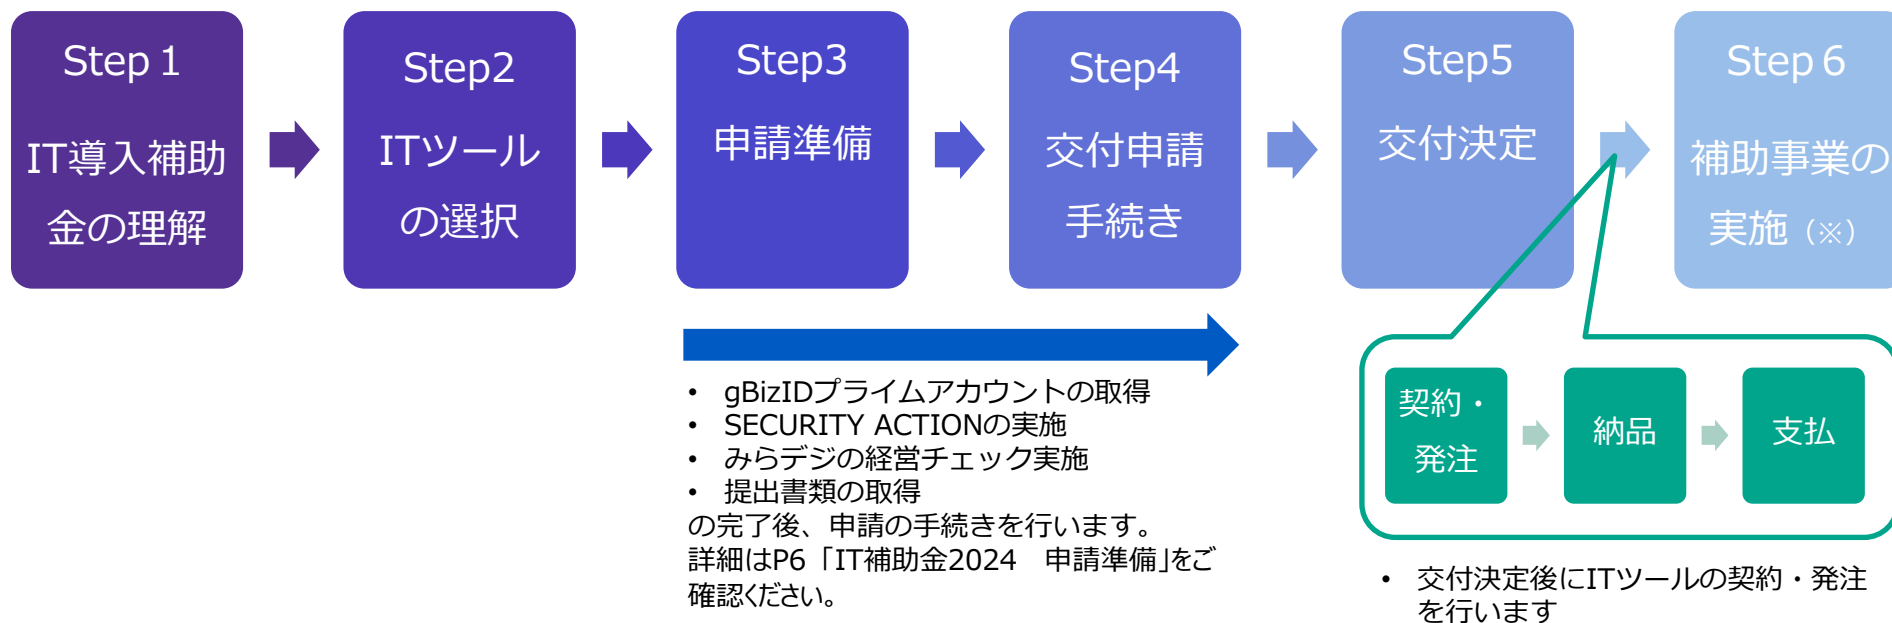 Step 1
IT導入補助
金の理解
Step2
ITツール
の選択
Step3
申請準備
Step4
交付申請
手続き
Step5
交付決定
Step 6
補助事業の
実施（※）
• gBizIDプライムアカウントの取得
• SECURITY ACTIONの実施
• みらデジの経営チェック実施
• 提出書類の取得
の完了後、申請の手続きを行います。
詳細はP6「IT補助金2024　申請準備」をご
確認ください。
契約・
発注
納品
支払
• 交付決定後にITツールの契約・発注
を行います